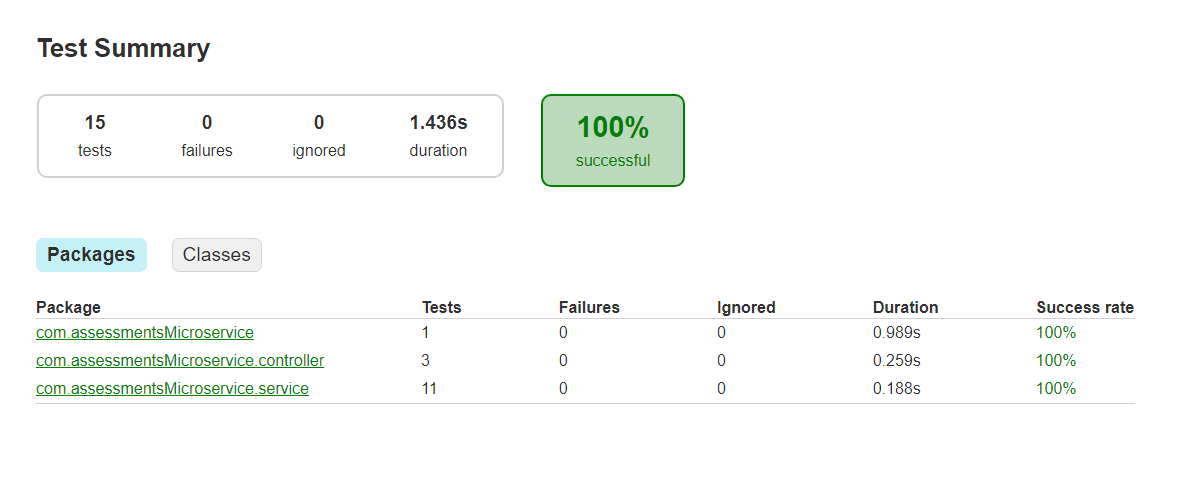 Test Summary
15 0 0 1.436s
tests failures ignored duration
100%
successful
Packages Classes
Package Tests Failures Ignored Duration Success rate
com.assessmentsMicroservice 1 0 0 0.989s 100%
com.assessmentsMicroservice.controller 3 0 0 0.259s 100%
com.assessmentsMicroservice.service 11 0 0 0.188s 100%